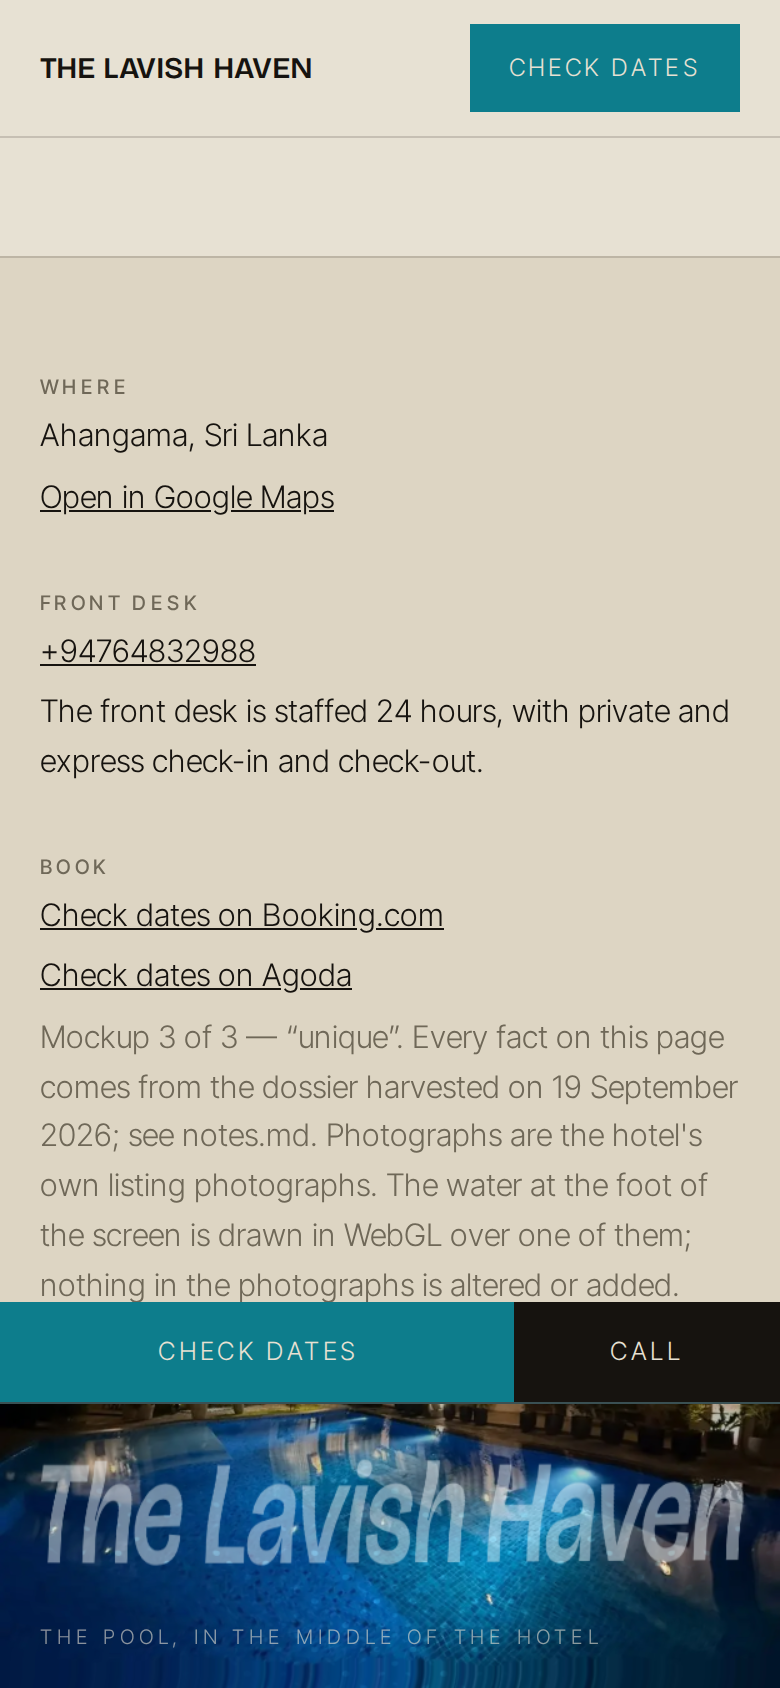 THE LAVISH HAVEN
CHECK DATES
WHERE
Ahangama, Sri Lanka
Open in Google Maps
FRONT DESK
+94764832988
The front desk is staffed 24 hours, with private and
express check-in and check-out.
BOOK
Check dates on Booking.com
Check dates on Agoda
Mockup 3 of 3 — “unique”. Every fact on this page
comes from the dossier harvested on 19 September
2026; see notes.md. Photographs are the hotel's
own listing photographs. The water at the foot of
the screen is drawn in WebGL over one of them;
nothing in the photographs is altered or added.
CHECK DATES
CALL
The Lavish Haven
THE POOL, IN THE MIDDLE OF THE HOTEL